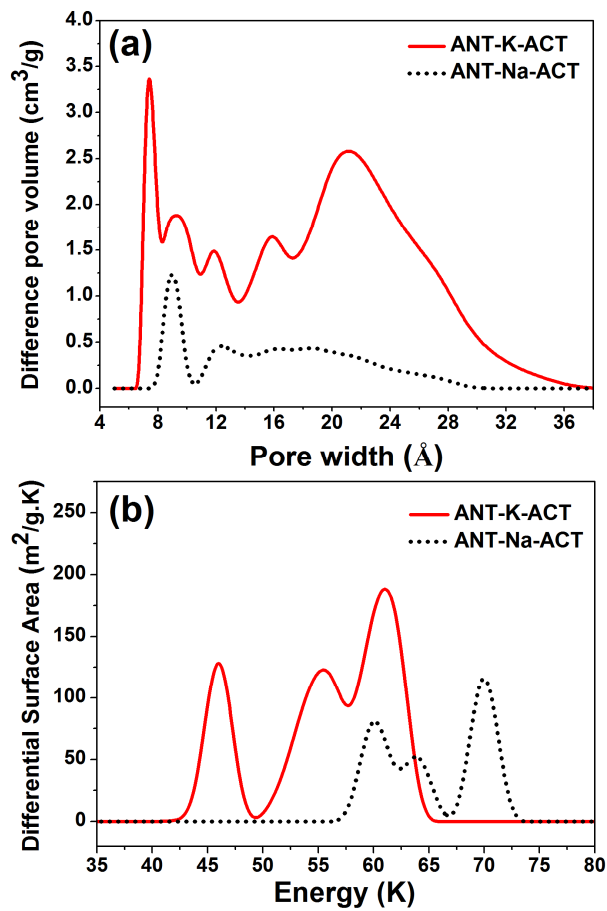 (a)
ANT-K-ACT
ANT-Na-ACT
Difference pore volume (cm³/g)
4.0
3.5
3.0
2.5
2.0
1.5
1.0
0.5
0.0
4 8 12 16 20 24 28 32 36
Pore width (Å)
(b)
ANT-K-ACT
ANT-Na-ACT
Differential Surface Area (m²/g.K)
250
200
150
100
50
0
35 40 45 50 55 60 65 70 75 80
Energy (K)